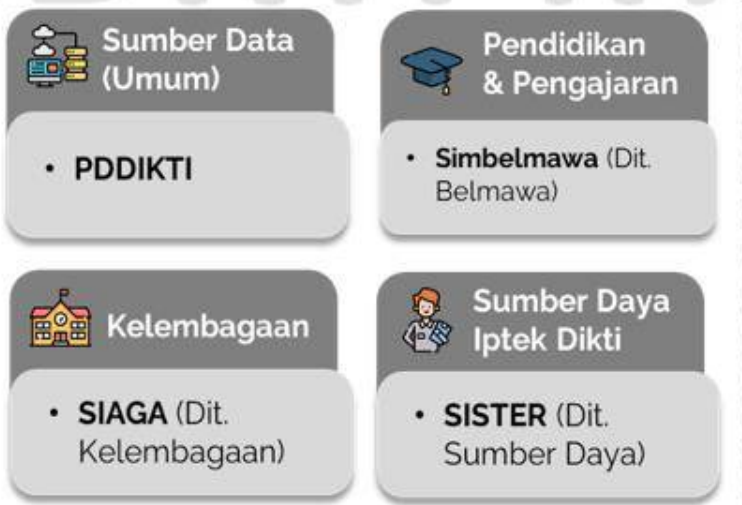 Sumber Data
(Umum)
• PDDIKTI
Pendidikan
& Pengajaran
• Simbelmawa (Dit.
Belmawa)
Kelembagaan
• SIAGA (Dit.
Kelembagaan)
Sumber Daya
Iptek Dikti
• SISTER (Dit.
Sumber Daya)